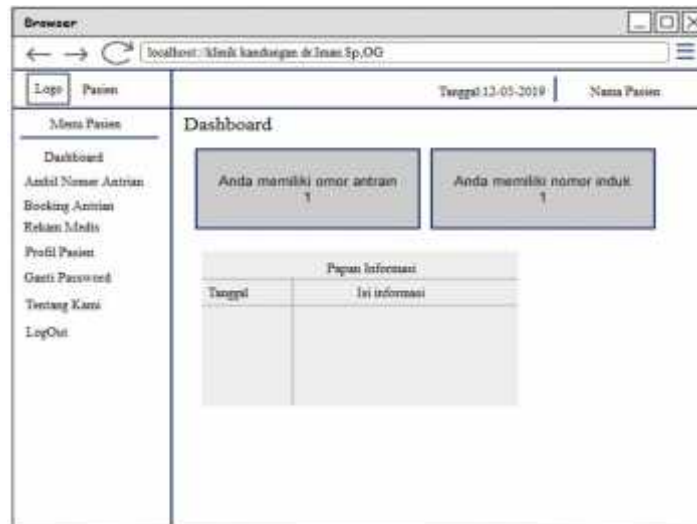 Browser
localhost://klinik kandungan dr.Iman.Sp,OG
Logo Pasien
Tanggal 12-05-2019 Nama Pasien
Menu Pasien
Dashboard
Ambil Nomer Antrian
Booking Antrian
Rekam Medis
Profil Pasien
Ganti Password
Tentang Kami
LogOut
Dashboard
Anda memiliki omor antrain
1
Anda memiliki nomor induk
1
Papan Informasi
Tanggal Isi informasi